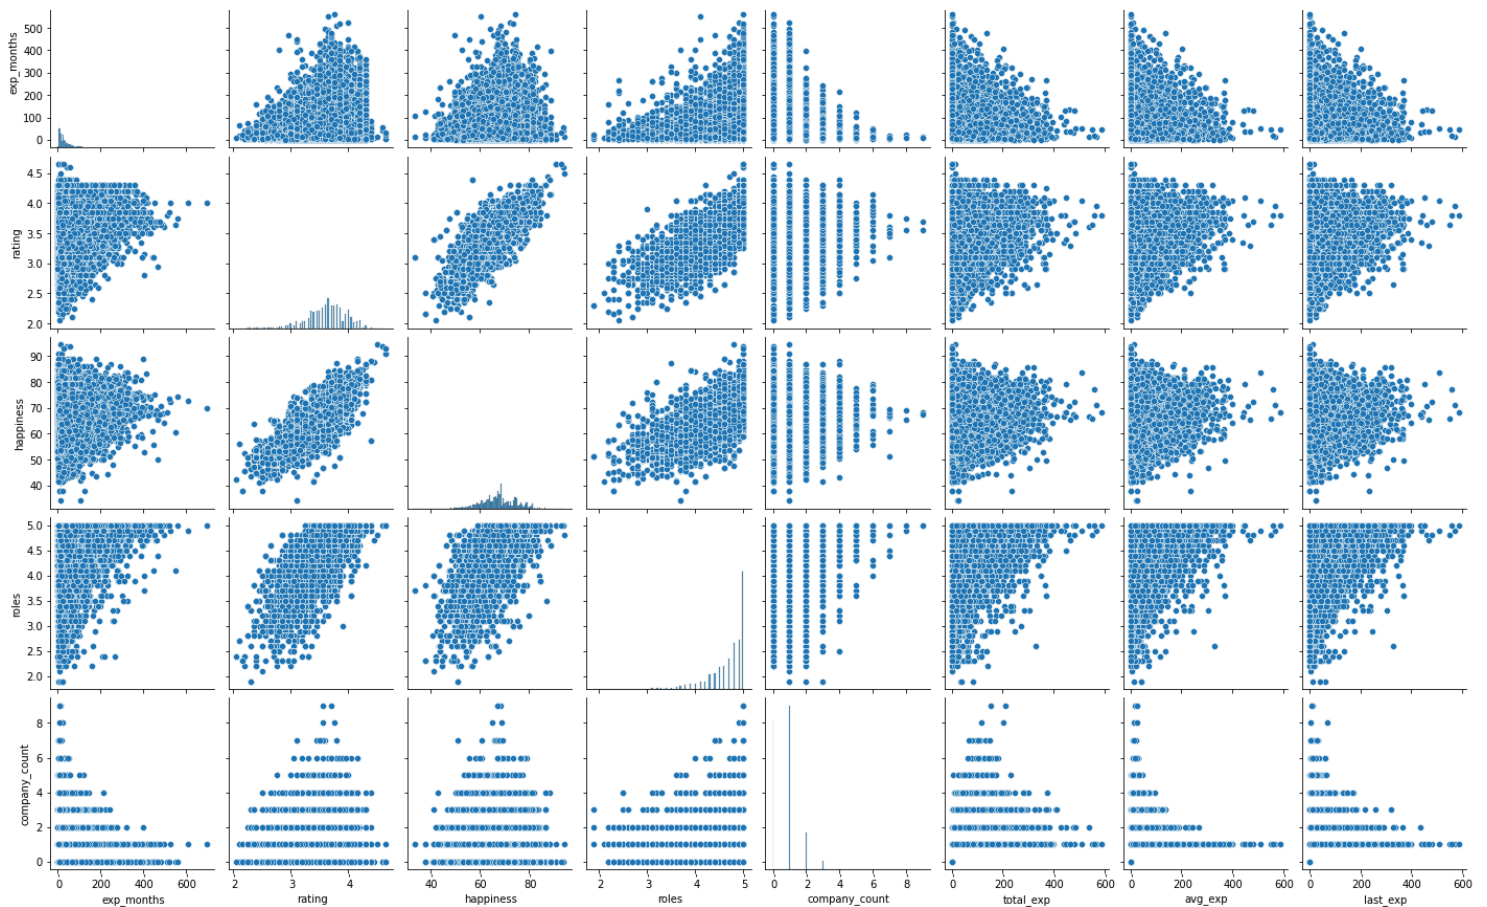 500
400
300
200
100
0
exp_months
4.5
4.0
3.5
3.0
2.5
2.0
rating
90
80
70
60
50
40
happiness
5.0
4.5
4.0
3.5
3.0
2.5
2.0
roles
8
6
4
2
0
company_count
0 200 400 600
2 3 4
40 60 80
2 3 4 5
0 2 4 6 8
0 200 400 600
0 200 400 600
0 200 400 600
exp_months rating happiness roles company_count total_exp avg_exp last_exp